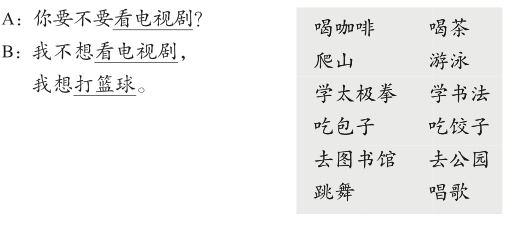 A：你要不要看电视剧？
B：我不想看电视剧，
我想打篮球。
喝咖啡 喝茶
爬山 游泳
学太极拳 学书法
吃包子 吃饺子
去图书馆 去公园
跳舞 唱歌